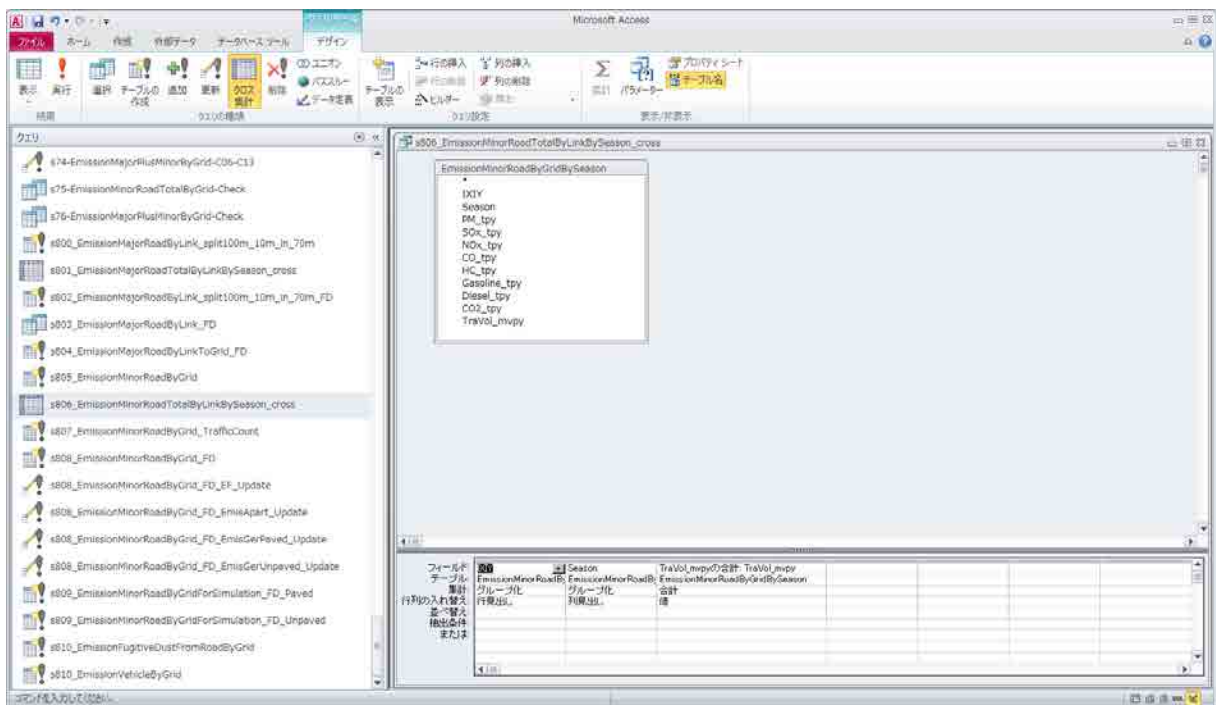 Microsoft Access
ファイル ホーム 作成 外部データ データベース ツール デザイン
表示 実行 選択 テーブルの作成 追加 更新 クロス集計 削除
ユニオン
パススルー
データ定義
テーブルの表示
行の挿入
行の削除
ビルダー
列の挿入
列の削除
集計 パラメーター
プロパティ シート
テーブル名
結果 クエリの種類 クエリ設定 表示/非表示
クエリ
s74-EmissionMajorPlusMinorByGrid-C06-C13
s75-EmissionMinorRoadTotalByGrid-Check
s76-EmissionMajorPlusMinorByGrid-Check
s800_EmissionMajorRoadByLink_split100m_10m_in_70m
s801_EmissionMajorRoadTotalByLinkBySeason_cross
s802_EmissionMajorRoadByLink_split100m_10m_in_70m_FD
s803_EmissionMajorRoadByLink_FD
s804_EmissionMajorRoadByLinkToGrid_FD
s805_EmissionMinorRoadByGrid
s806_EmissionMinorRoadTotalByLinkBySeason_cross
s807_EmissionMinorRoadByGrid_TrafficCount
s808_EmissionMinorRoadByGrid_FD
s808_EmissionMinorRoadByGrid_FD_EF_Update
s808_EmissionMinorRoadByGrid_FD_EmisApart_Update
s808_EmissionMinorRoadByGrid_FD_EmisGerPaved_Update
s808_EmissionMinorRoadByGrid_FD_EmisGerUnpaved_Update
s809_EmissionMinorRoadByGridForSimulation_FD_Paved
s809_EmissionMinorRoadByGridForSimulation_FD_Unpaved
s810_EmissionFugitiveDustFromRoadByGrid
s810_EmissionVehicleByGrid
s806_EmissionMinorRoadTotalByLinkBySeason_cross
EmissionMinorRoadByGridBySeason
*
IXIY
Season
PM_tpy
SOx_tpy
NOx_tpy
CO_tpy
HC_tpy
Gasoline_tpy
Diesel_tpy
CO2_tpy
TraVol_mvpy
フィールド IXIY Season TraVol_mvpyの合計: TraVol_mvpy
テーブル EmissionMinorRoadB EmissionMinorRoadB EmissionMinorRoadByGridBySeason
集計 グループ化 グループ化 合計
行列の入れ替え 行見出し 列見出し 値
並べ替え
抽出条件
または
コマンドを入力してください。